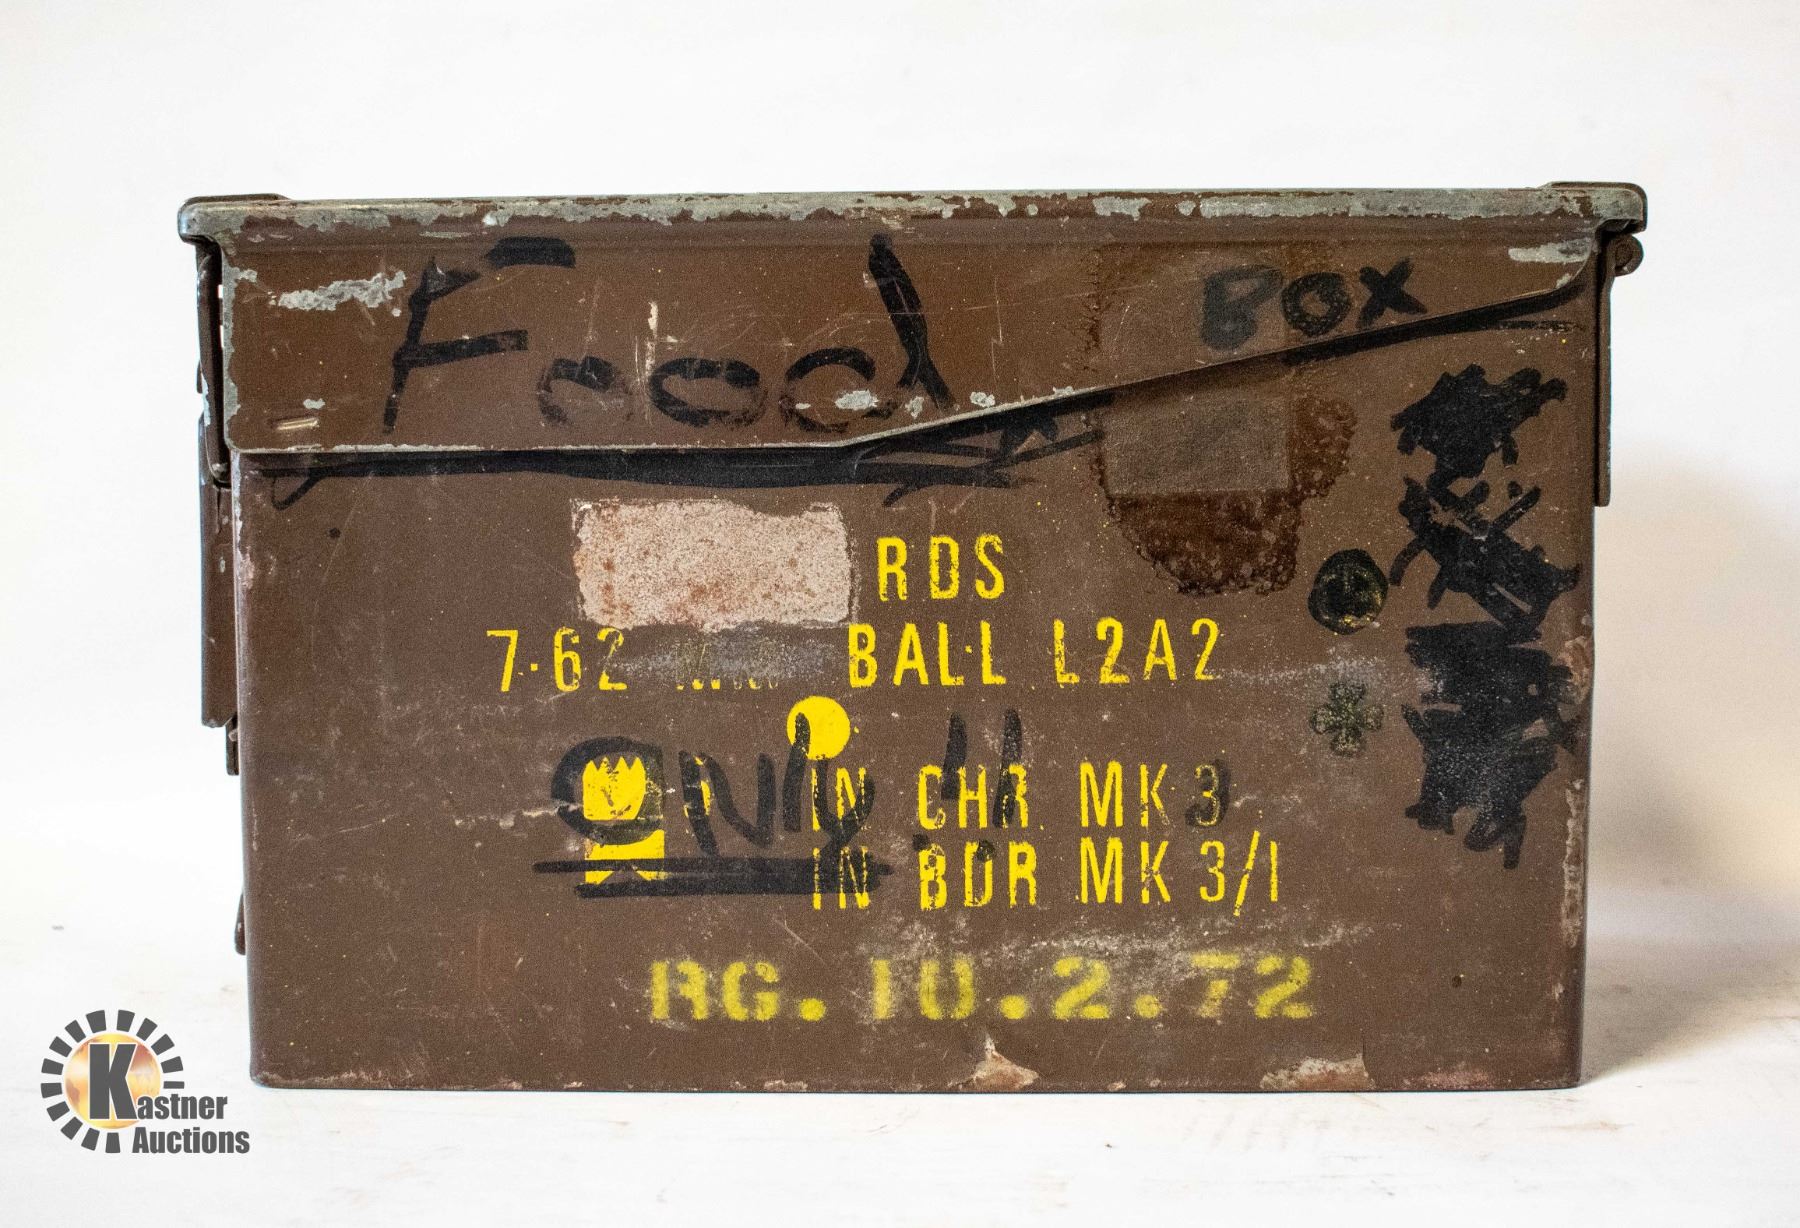 Food Box
RDS
7.62 BALL L2A2
ONly !!
IN CHR MK 3
IN BDR MK 3/1
RG.10.2.72
Kastner
Auctions